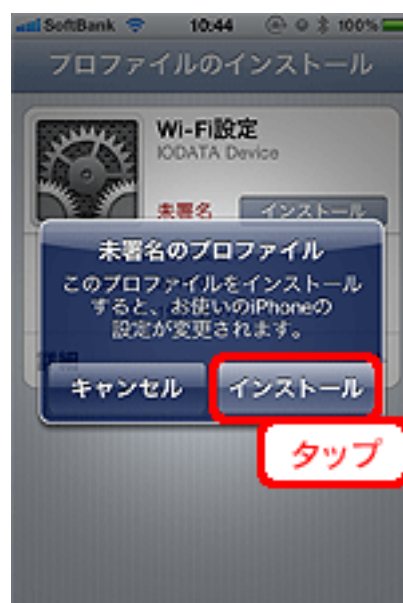 SoftBank 10:44 100%
プロファイルのインストール
Wi-Fi設定
IODATA Device
未署名 インストール
未署名のプロファイル
このプロファイルをインストール
すると、お使いのiPhoneの
設定が変更されます。
詳細
キャンセル インストール
タップ